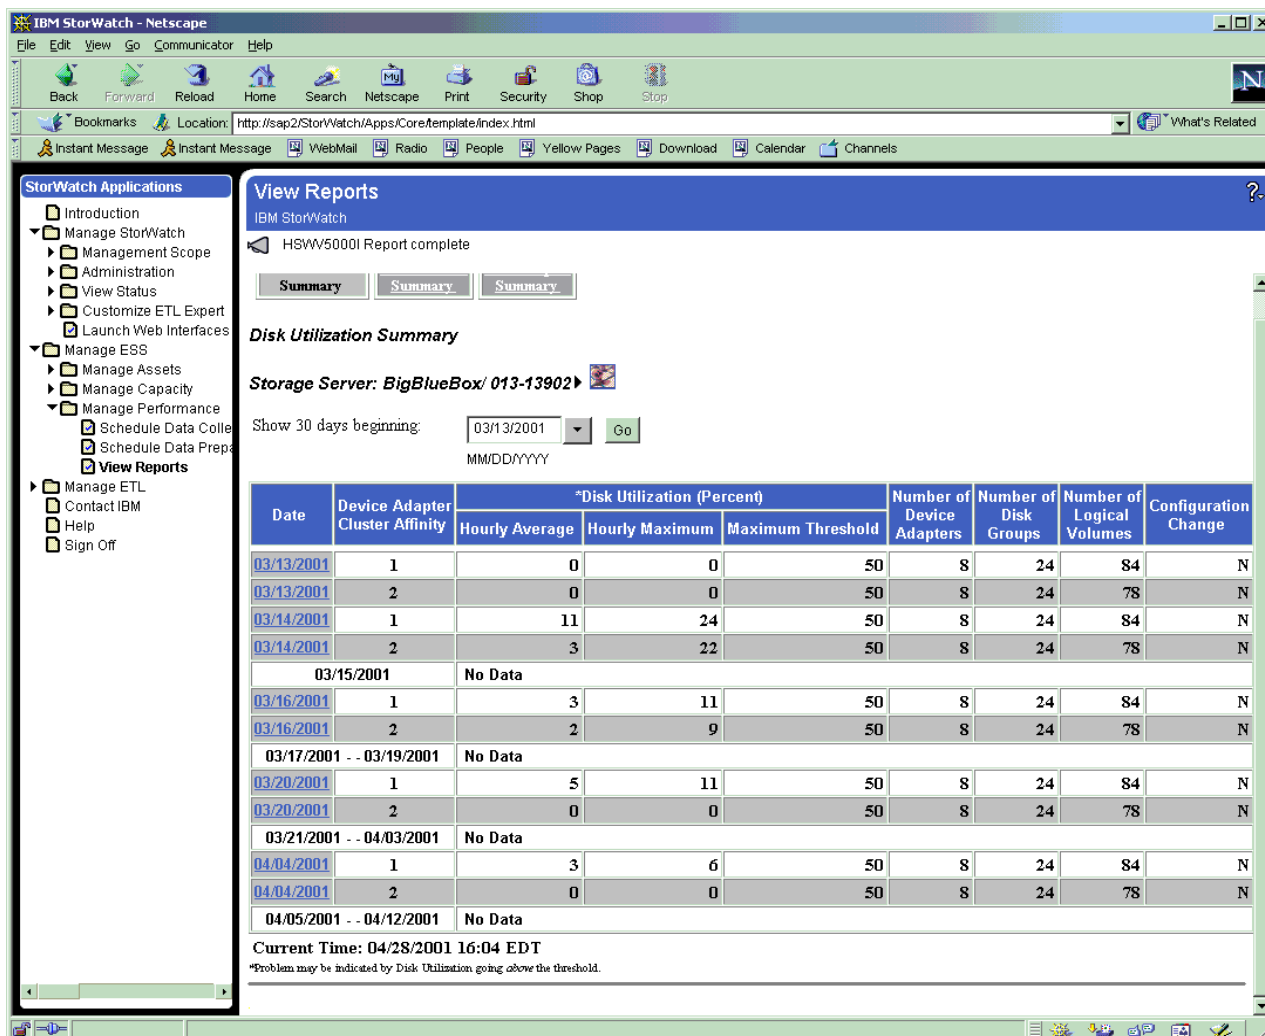 IBM StorWatch - Netscape
File Edit View Go Communicator Help
Back Forward Reload Home Search Netscape Print Security Shop Stop
Bookmarks Location: http://sap2/StorWatch/Apps/Core/template/index.html What's Related
Instant Message Instant Message WebMail Radio People Yellow Pages Download Calendar Channels
StorWatch Applications
Introduction
Manage StorWatch
Management Scope
Administration
View Status
Customize ETL Expert
Launch Web Interfaces
Manage ESS
Manage Assets
Manage Capacity
Manage Performance
Schedule Data Colle
Schedule Data Prepa
View Reports
Manage ETL
Contact IBM
Help
Sign Off
View Reports
IBM StorWatch
HSWV5000I Report complete
Summary Summary Summary
Disk Utilization Summary
Storage Server: BigBlueBox/ 013-13902
Show 30 days beginning: 03/13/2001 Go
MM/DD/YYYY
Date Device Adapter Cluster Affinity *Disk Utilization (Percent) Number of Device Adapters Number of Disk Groups Number of Logical Volumes Configuration Change
Hourly Average Hourly Maximum Maximum Threshold
03/13/2001 1 0 0 50 8 24 84 N
03/13/2001 2 0 0 50 8 24 78 N
03/14/2001 1 11 24 50 8 24 84 N
03/14/2001 2 3 22 50 8 24 78 N
03/15/2001 No Data
03/16/2001 1 3 11 50 8 24 84 N
03/16/2001 2 2 9 50 8 24 78 N
03/17/2001 - - 03/19/2001 No Data
03/20/2001 1 5 11 50 8 24 84 N
03/20/2001 2 0 0 50 8 24 78 N
03/21/2001 - - 04/03/2001 No Data
04/04/2001 1 3 6 50 8 24 84 N
04/04/2001 2 0 0 50 8 24 78 N
04/05/2001 - - 04/12/2001 No Data
Current Time: 04/28/2001 16:04 EDT
*Problem may be indicated by Disk Utilization going above the threshold.